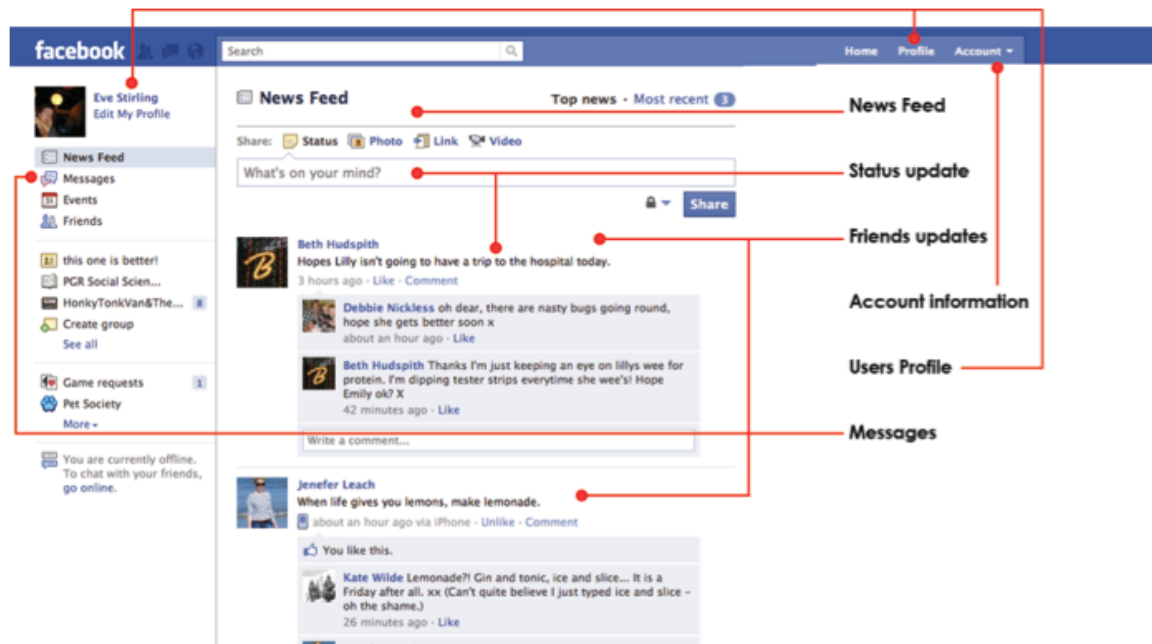 facebook
Search
Home Profile Account
Eve Stirling
Edit My Profile
News Feed
Messages
31 Events
Friends
this one is better!
PGR Social Scien...
HonkyTonkVan&The... 8
Create group
See all
Game requests 1
Pet Society
More
You are currently offline.
To chat with your friends,
go online.
News Feed
Top news · Most recent 3
Share: Status Photo Link Video
What's on your mind?
Share
Beth Hudspith
Hopes Lilly isn't going to have a trip to the hospital today.
3 hours ago · Like · Comment
Debbie Nickless oh dear, there are nasty bugs going round,
hope she gets better soon x
about an hour ago · Like
Beth Hudspith Thanks I'm just keeping an eye on lillys wee for
protein. I'm dipping tester strips everytime she wee's! Hope
Emily ok? X
42 minutes ago · Like
Write a comment...
Jenefer Leach
When life gives you lemons, make lemonade.
about an hour ago via iPhone · Unlike · Comment
You like this.
Kate Wilde Lemonade?! Gin and tonic, ice and slice... It is a
Friday after all. xx (Can't quite believe I just typed ice and slice –
oh the shame.)
26 minutes ago · Like
News Feed
Status update
Friends updates
Account information
Users Profile
Messages